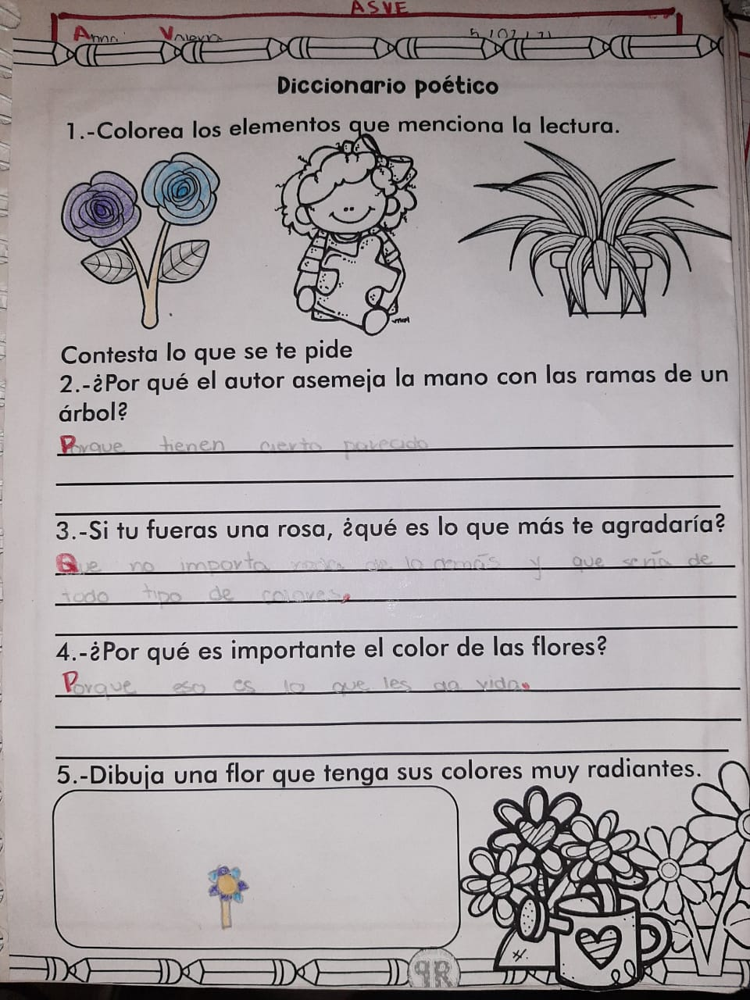 ASVE
Anna Valeria 5/07/21
Diccionario poético
1.-Colorea los elementos que menciona la lectura.
Contesta lo que se te pide
2.-¿Por qué el autor asemeja la mano con las ramas de un
árbol?
Porque tienen cierto parecido
3.-Si tu fueras una rosa, ¿qué es lo que más te agradaría?
Que no importa nada de lo demás y que sería de
todo tipo de colores.
4.-¿Por qué es importante el color de las flores?
Porque eso es lo que les da vida.
5.-Dibuja una flor que tenga sus colores muy radiantes.